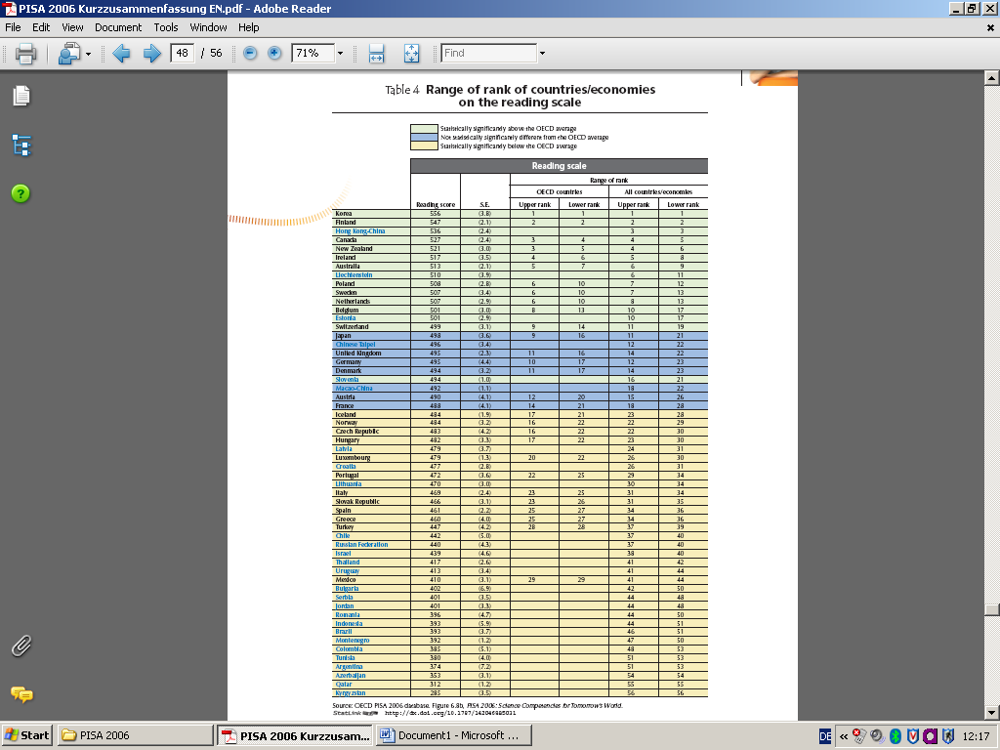 PISA 2006 Kurzzusammenfassung EN.pdf - Adobe Reader
File Edit View Document Tools Window Help
48 / 56 71% Find
Table 4 Range of rank of countries/economies
on the reading scale
Statistically significantly above the OECD average
Not statistically significantly different from the OECD average
Statistically significantly below the OECD average
Reading scale
Range of rank
OECD countries All countries/economies
Reading score S.E. Upper rank Lower rank Upper rank Lower rank
Korea 556 (3.8) 1 1 1 1
Finland 547 (2.1) 2 2 2 2
Hong Kong-China 536 (2.4) 3 3
Canada 527 (2.4) 3 4 4 5
New Zealand 521 (3.0) 3 5 4 6
Ireland 517 (3.5) 4 6 5 8
Australia 513 (2.1) 5 7 6 9
Liechtenstein 510 (3.9) 6 11
Poland 508 (2.8) 6 10 7 12
Sweden 507 (3.4) 6 10 7 13
Netherlands 507 (2.9) 6 10 8 13
Belgium 501 (3.0) 8 13 10 17
Estonia 501 (2.9) 10 17
Switzerland 499 (3.1) 9 14 11 19
Japan 498 (3.6) 9 16 11 21
Chinese Taipei 496 (3.4) 12 22
United Kingdom 495 (2.3) 11 16 14 22
Germany 495 (4.4) 10 17 12 23
Denmark 494 (3.2) 11 17 14 23
Slovenia 494 (1.0) 16 21
Macao-China 492 (1.1) 18 22
Austria 490 (4.1) 12 20 15 26
France 488 (4.1) 14 21 18 28
Iceland 484 (1.9) 17 21 23 28
Norway 484 (3.2) 16 22 22 29
Czech Republic 483 (4.2) 16 22 22 30
Hungary 482 (3.3) 17 22 23 30
Latvia 479 (3.7) 24 31
Luxembourg 479 (1.3) 20 22 26 30
Croatia 477 (2.8) 26 31
Portugal 472 (3.6) 22 25 29 34
Lithuania 470 (3.0) 30 34
Italy 469 (2.4) 23 25 31 34
Slovak Republic 466 (3.1) 23 26 31 35
Spain 461 (2.2) 25 27 34 36
Greece 460 (4.0) 25 27 34 36
Turkey 447 (4.2) 28 28 37 39
Chile 442 (5.0) 37 40
Russian Federation 440 (4.3) 37 40
Israel 439 (4.6) 38 40
Thailand 417 (2.6) 41 42
Uruguay 413 (3.4) 41 44
Mexico 410 (3.1) 29 29 41 44
Bulgaria 402 (6.9) 42 50
Serbia 401 (3.5) 44 48
Jordan 401 (3.3) 44 48
Romania 396 (4.7) 44 50
Indonesia 393 (5.9) 44 51
Brazil 393 (3.7) 46 51
Montenegro 392 (1.2) 47 50
Colombia 385 (5.1) 48 53
Tunisia 380 (4.0) 51 53
Argentina 374 (7.2) 51 53
Azerbaijan 353 (3.1) 54 54
Qatar 312 (1.2) 55 55
Kyrgyzstan 285 (3.5) 56 56
Source: OECD PISA 2006 database. Figure 6.8b, PISA 2006: Science Competencies for Tomorrow's World.
StatLink http://dx.doi.org/10.1787/142046885031
Start PISA 2006 PISA 2006 Kurzzusam... Document1 - Microsoft ... DE « 12:17